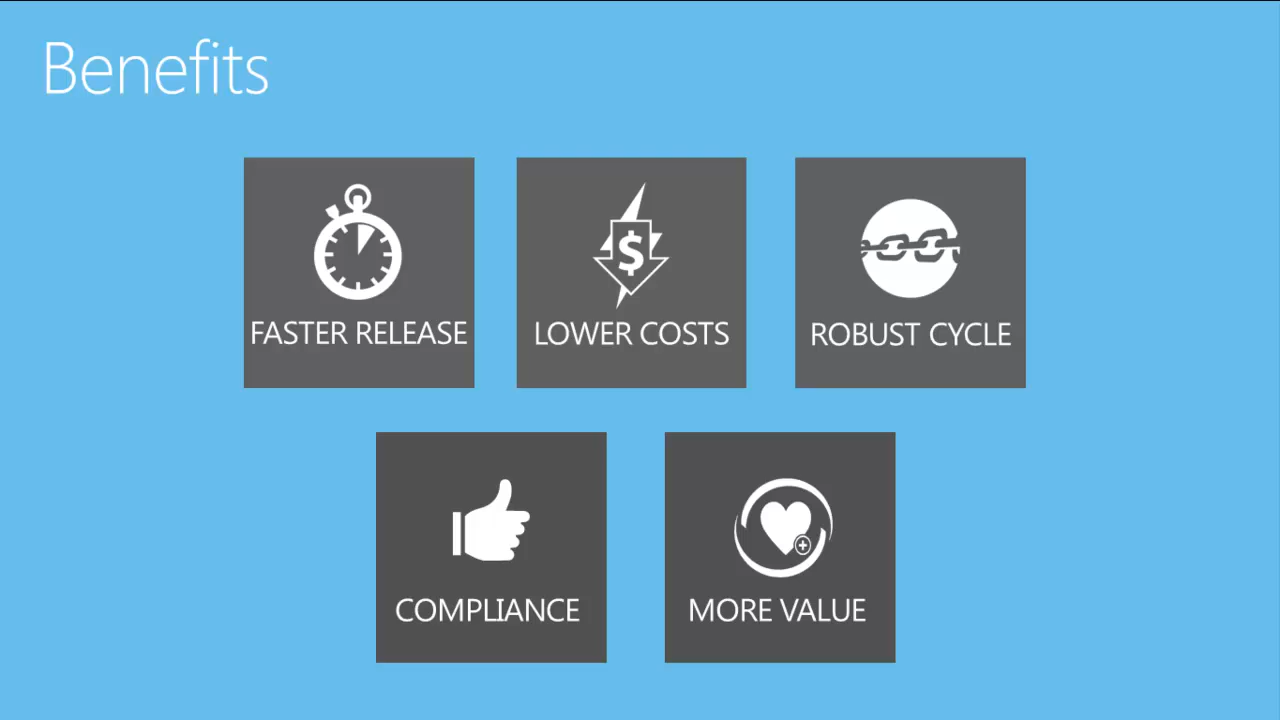 Benefits
FASTER RELEASE
$
LOWER COSTS
ROBUST CYCLE
COMPLIANCE
MORE VALUE